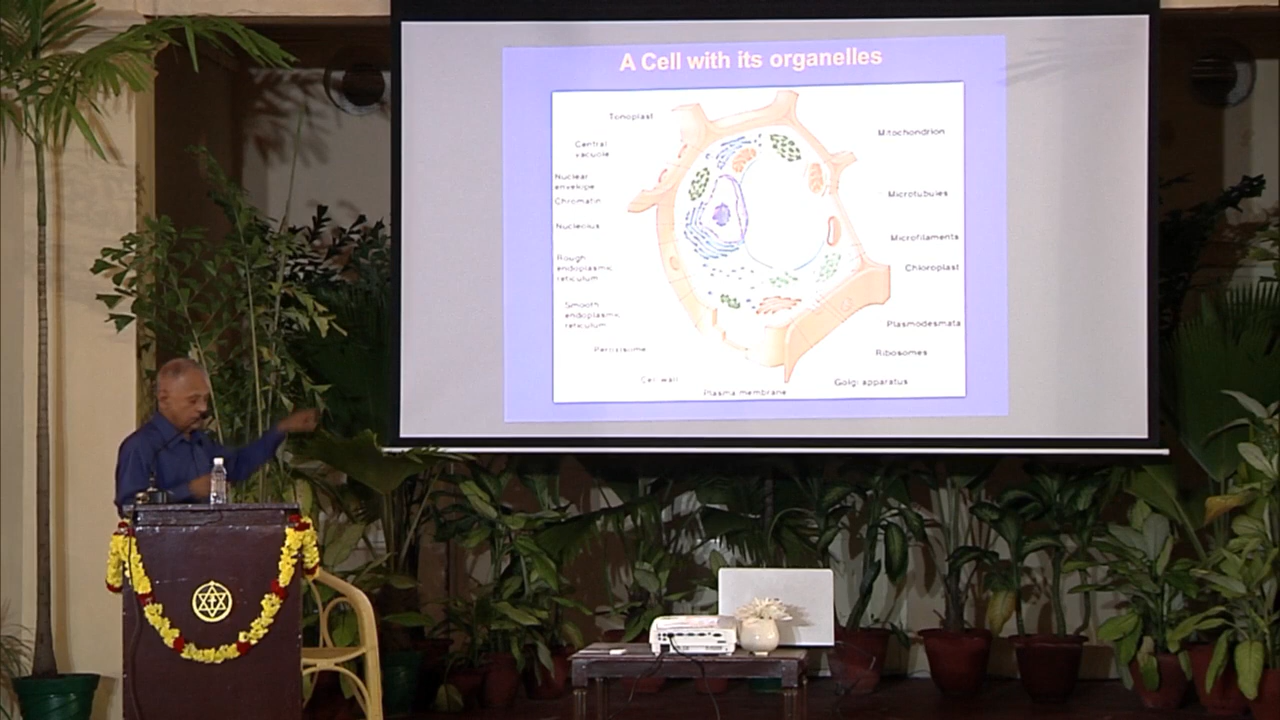 A Cell with its organelles
Tonoplast
Central
vacuole
Nuclear
envelope
Chromatin
Nucleolus
Rough
endoplasmic
reticulum
Smooth
endoplasmic
reticulum
Peroxisome
Cell wall
Plasma membrane
Mitochondrion
Microtubules
Microfilaments
Chloroplast
Plasmodesmata
Ribosomes
Golgi apparatus